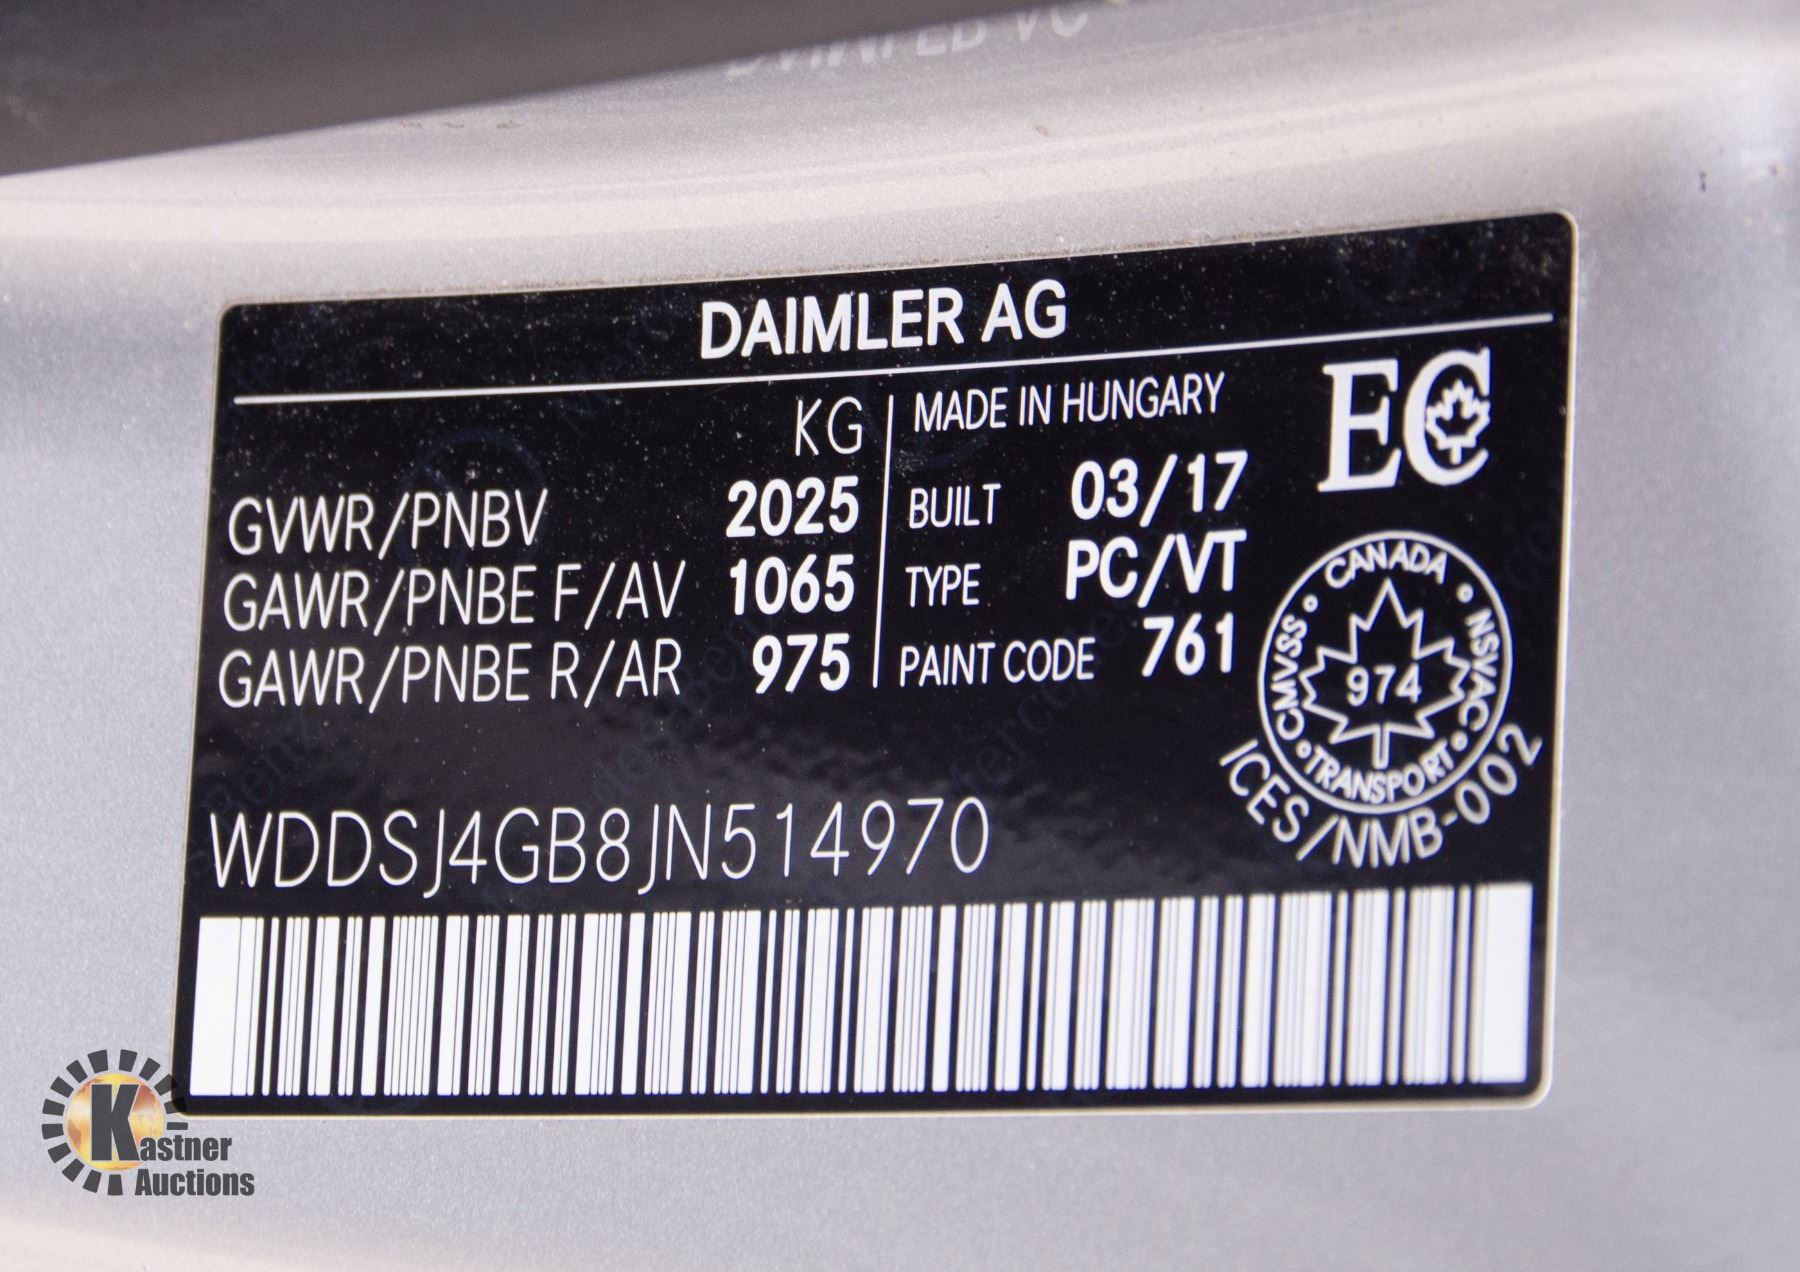 DAIMLER AG
KG
GVWR/PNBV 2025
GAWR/PNBE F/AV 1065
GAWR/PNBE R/AR 975
MADE IN HUNGARY
BUILT 03/17
TYPE PC/VT
PAINT CODE 761
EC
CANADA • NSVAC • TRANSPORT • CMVSS •
974
ICES/NMB-002
WDDSJ4GB8JN514970
Kastner
Auctions